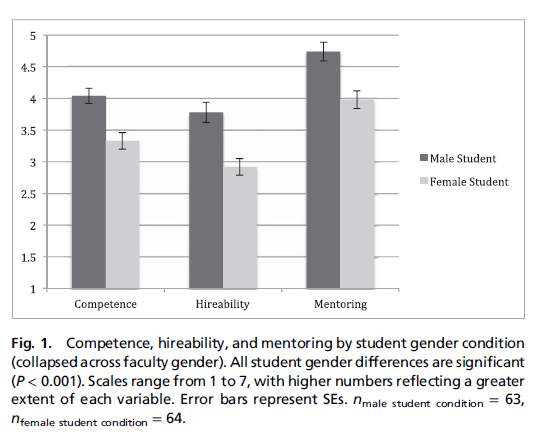 5
4.5
4
3.5
3
2.5
2
1.5
1
Competence Hireability Mentoring
Male Student
Female Student
Fig. 1. Competence, hireability, and mentoring by student gender condition
(collapsed across faculty gender). All student gender differences are significant
(P < 0.001). Scales range from 1 to 7, with higher numbers reflecting a greater
extent of each variable. Error bars represent SEs. nmale student condition = 63,
nfemale student condition = 64.